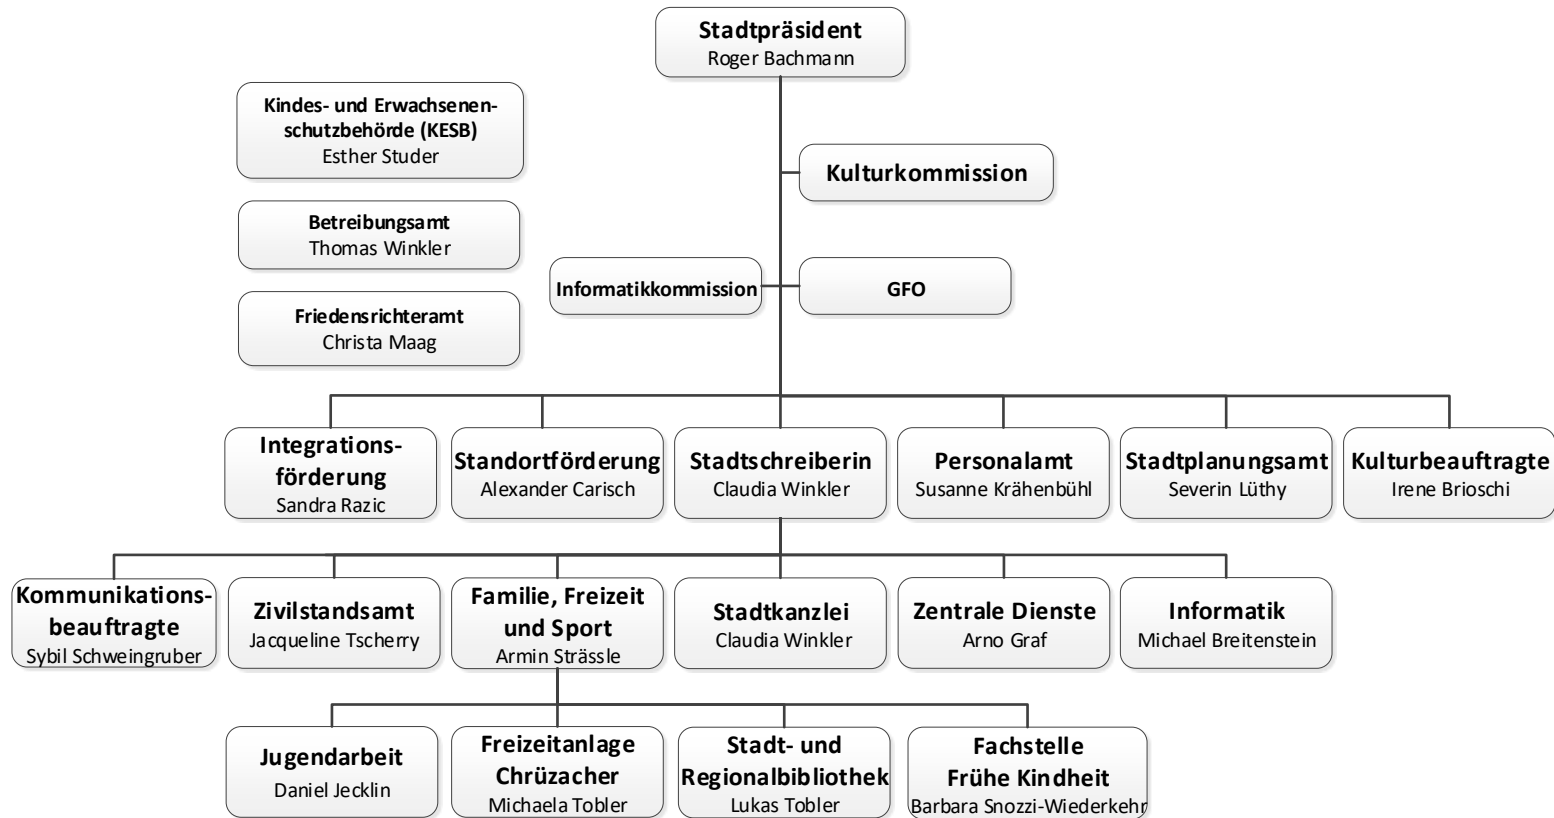 Stadtpräsident
Roger Bachmann
Kindes- und Erwachsenen-
schutzbehörde (KESB)
Esther Studer
Kulturkommission
Betreibungsamt
Thomas Winkler
Informatikkommission
GFO
Friedensrichteramt
Christa Maag
Integrations-
förderung
Sandra Razic
Standortförderung
Alexander Carisch
Stadtschreiberin
Claudia Winkler
Personalamt
Susanne Krähenbühl
Stadtplanungsamt
Severin Lüthy
Kulturbeauftragte
Irene Brioschi
Kommunikations-
beauftragte
Sybil Schweingruber
Zivilstandsamt
Jacqueline Tscherry
Familie, Freizeit
und Sport
Armin Strässle
Stadtkanzlei
Claudia Winkler
Zentrale Dienste
Arno Graf
Informatik
Michael Breitenstein
Jugendarbeit
Daniel Jecklin
Freizeitanlage
Chrüzacher
Michaela Tobler
Stadt- und
Regionalbibliothek
Lukas Tobler
Fachstelle
Frühe Kindheit
Barbara Snozzi-Wiederkehr